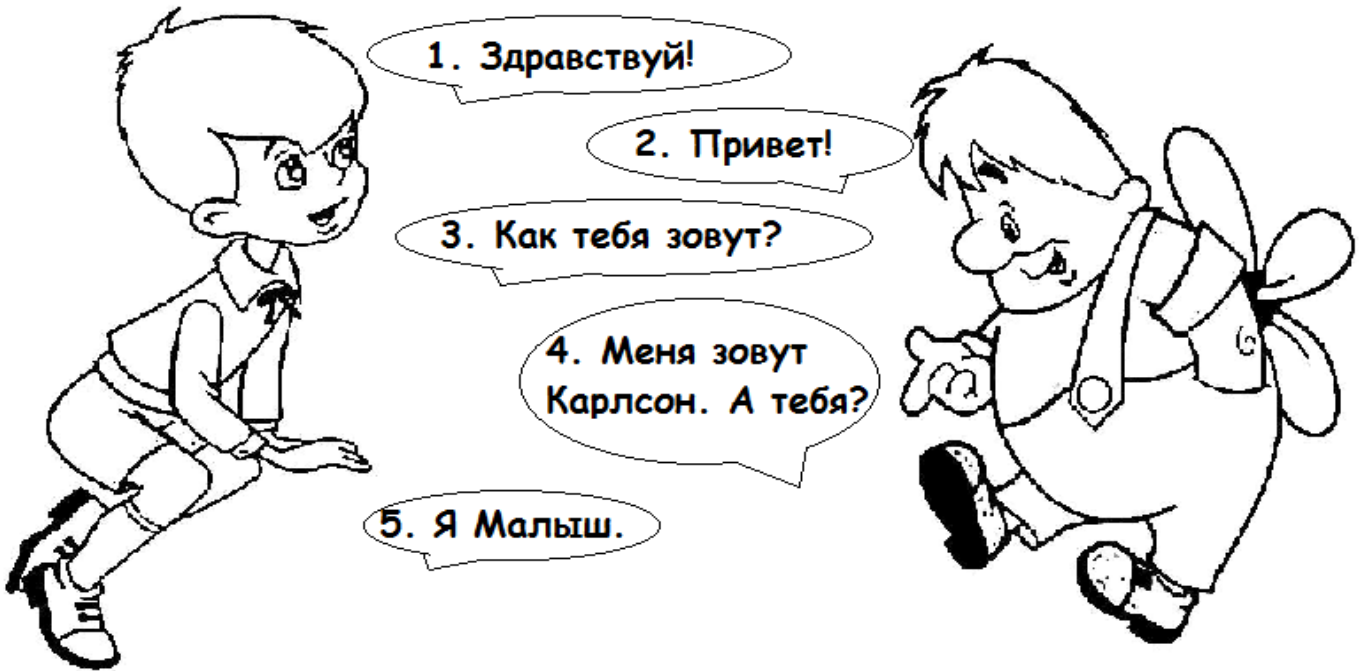 1. Здравствуй!
2. Привет!
3. Как тебя зовут?
4. Меня зовут
Карлсон. А тебя?
5. Я Малыш.